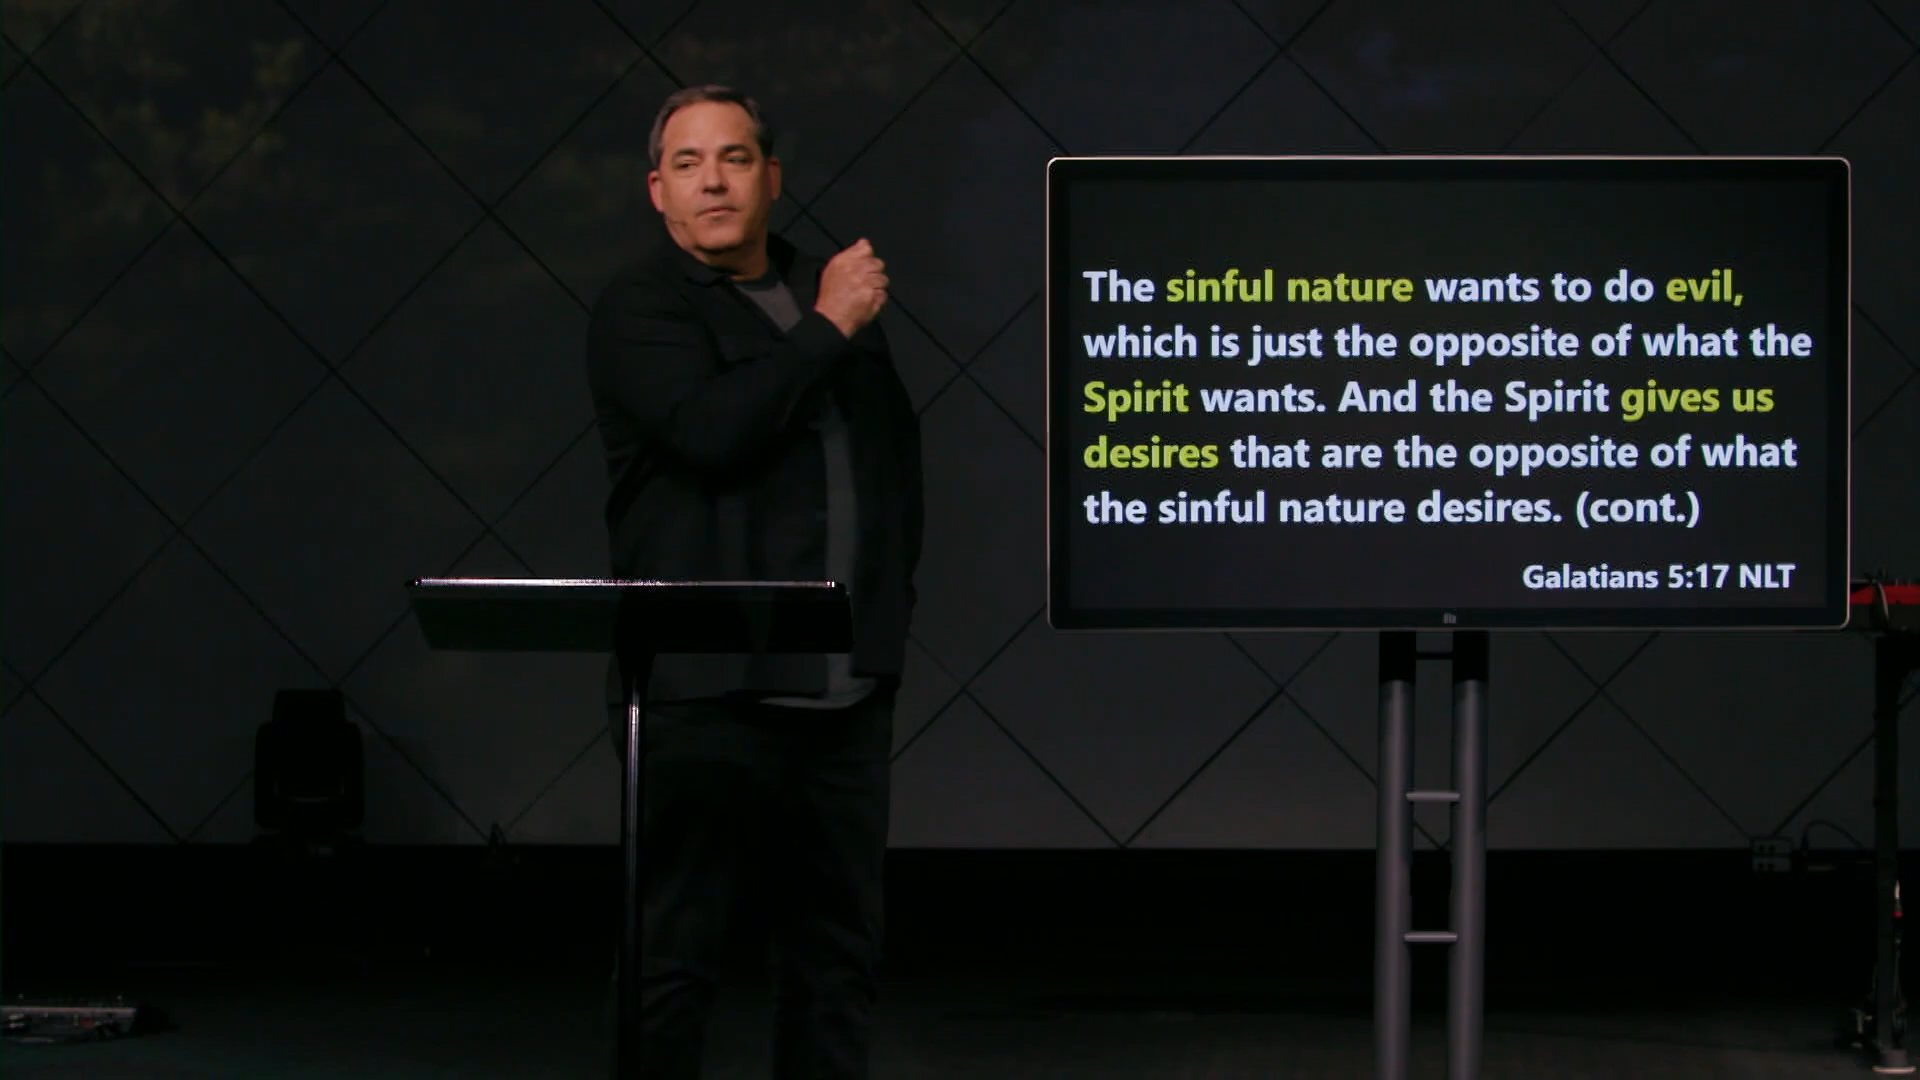 The sinful nature wants to do evil,
which is just the opposite of what the
Spirit wants. And the Spirit gives us
desires that are the opposite of what
the sinful nature desires. (cont.)
Galatians 5:17 NLT
elo